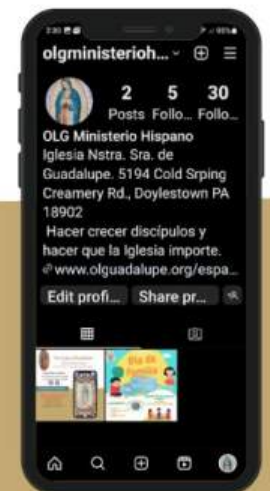 olgministerioh...
2 5 30
Posts Follo... Follo...
OLG Ministerio Hispano
Iglesia Nstra. Sra. de
Guadalupe. 5194 Cold Srping
Creamery Rd., Doylestown PA
18902
Hacer crecer discípulos y
hacer que la Iglesia importe.
www.olguadalupe.org/espa...
Edit profi... Share pr...
Dia de
Familia